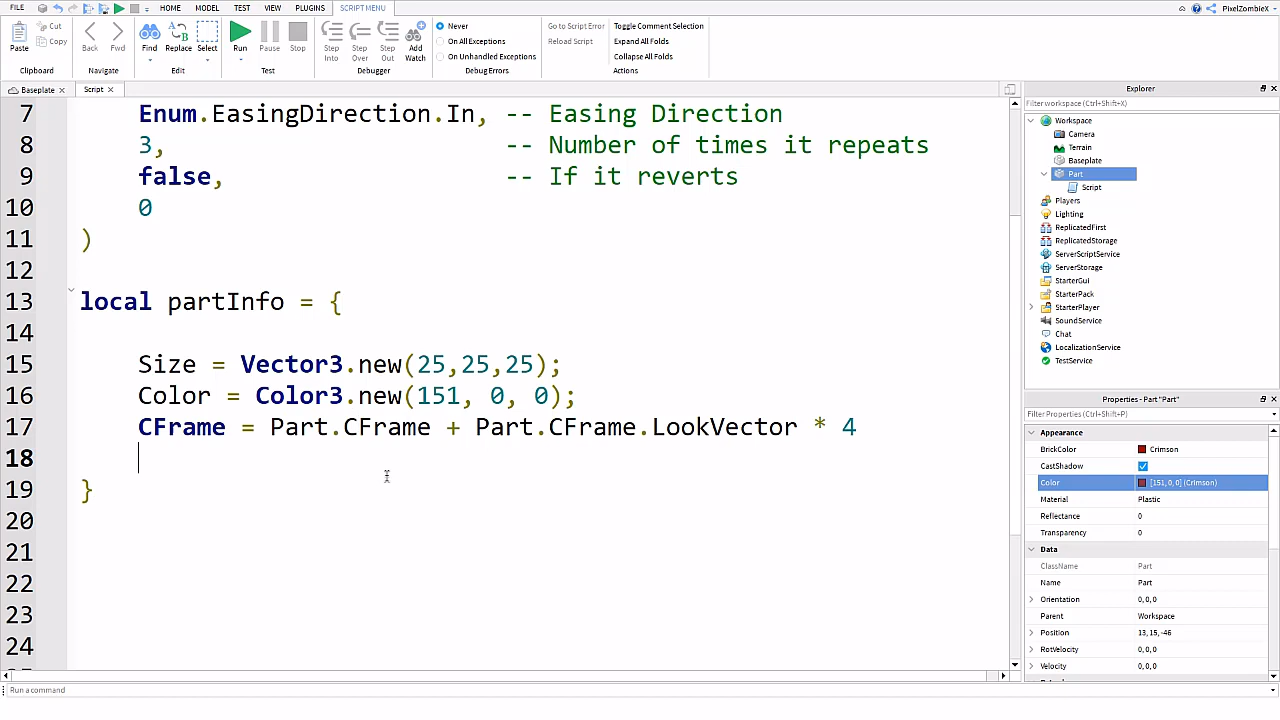 FILE HOME MODEL TEST VIEW PLUGINS SCRIPT MENU PixelZombieX
Paste Cut Copy Clipboard
Back Fwd Navigate
Find Replace Select Edit
Run Pause Stop Test
Step Into Step Over Step Out Add Watch Debugger
Never
On All Exceptions
On Unhandled Exceptions
Debug Errors
Go to Script Error
Reload Script
Toggle Comment Selection
Expand All Folds
Collapse All Folds
Actions
Baseplate Script
7 Enum.EasingDirection.In, -- Easing Direction
8 3, -- Number of times it repeats
9 false, -- If it reverts
10 0
11 )
12
13 local partInfo = {
14
15 Size = Vector3.new(25,25,25);
16 Color = Color3.new(151, 0, 0);
17 CFrame = Part.CFrame + Part.CFrame.LookVector * 4
18
19 }
20
21
22
23
24
Explorer
Filter workspace (Ctrl+Shift+X)
Workspace
Camera
Terrain
Baseplate
Part
Script
Players
Lighting
ReplicatedFirst
ReplicatedStorage
ServerScriptService
ServerStorage
StarterGui
StarterPack
StarterPlayer
SoundService
Chat
LocalizationService
TestService
Properties - Part "Part"
Filter Properties (Ctrl+Shift+P)
Appearance
BrickColor Crimson
CastShadow
Color [151, 0, 0] (Crimson)
Material Plastic
Reflectance 0
Transparency 0
Data
ClassName Part
Name Part
Orientation 0, 0, 0
Parent Workspace
Position 13, 15, -46
RotVelocity 0, 0, 0
Velocity 0, 0, 0
Run a command